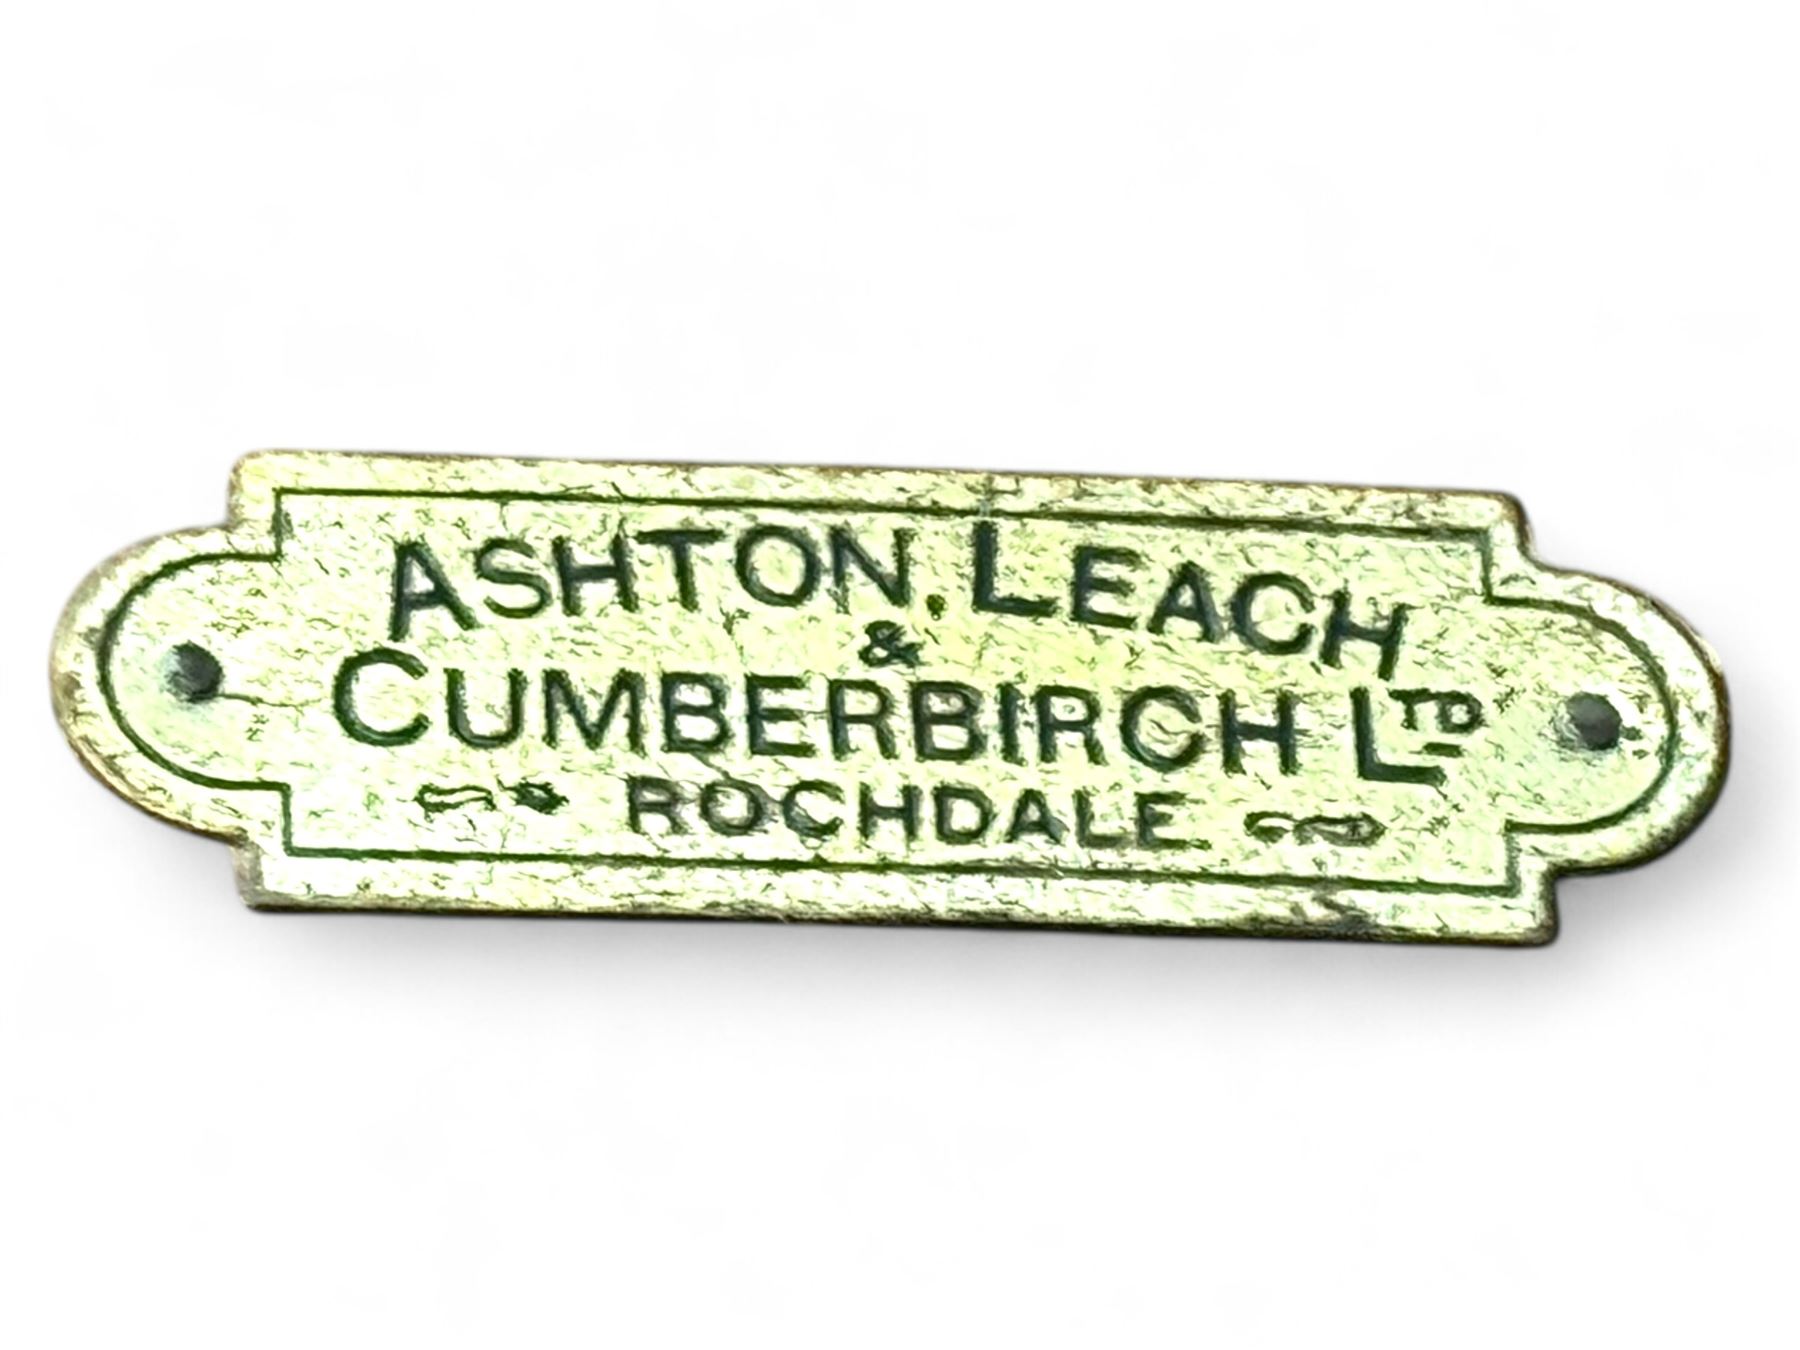 ASHTON, LEACH
&
CUMBERBIRCH LTD
ROCHDALE